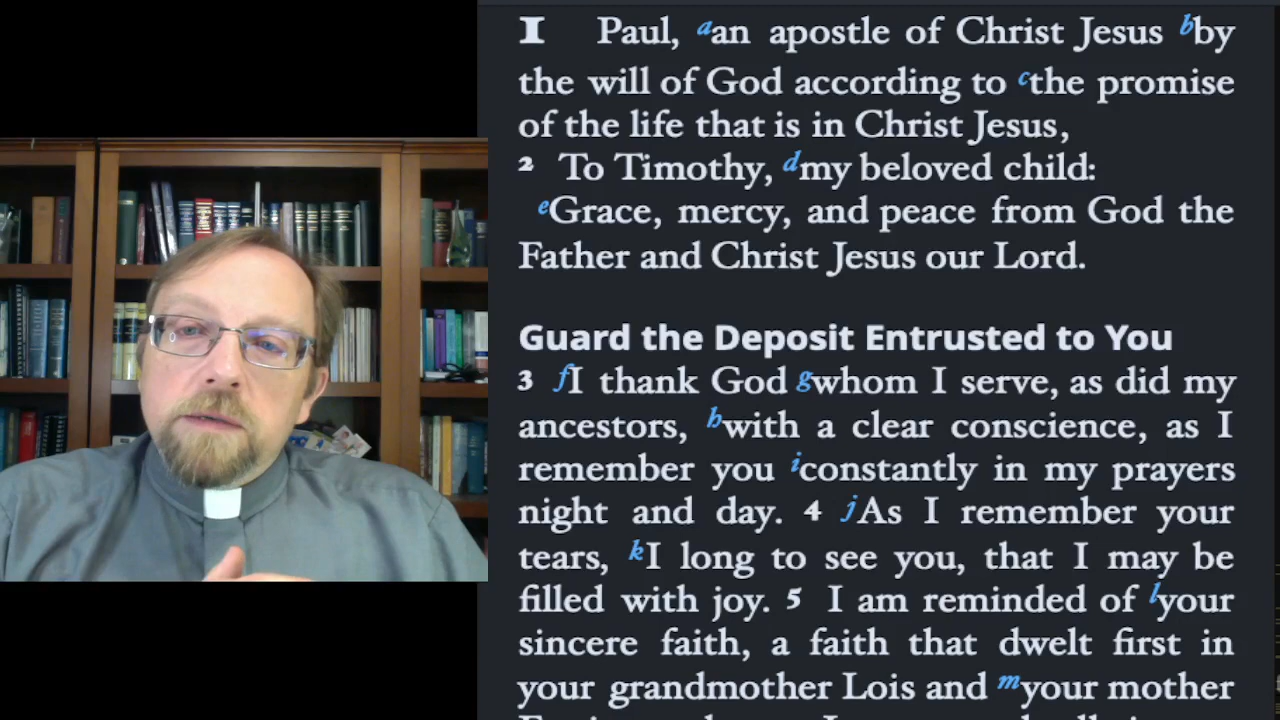 1 Paul, a an apostle of Christ Jesus b by
the will of God according to c the promise
of the life that is in Christ Jesus,
2 To Timothy, d my beloved child:
e Grace, mercy, and peace from God the
Father and Christ Jesus our Lord.
Guard the Deposit Entrusted to You
3 f I thank God g whom I serve, as did my
ancestors, h with a clear conscience, as I
remember you i constantly in my prayers
night and day. 4 j As I remember your
tears, k I long to see you, that I may be
filled with joy. 5 I am reminded of l your
sincere faith, a faith that dwelt first in
your grandmother Lois and m your mother